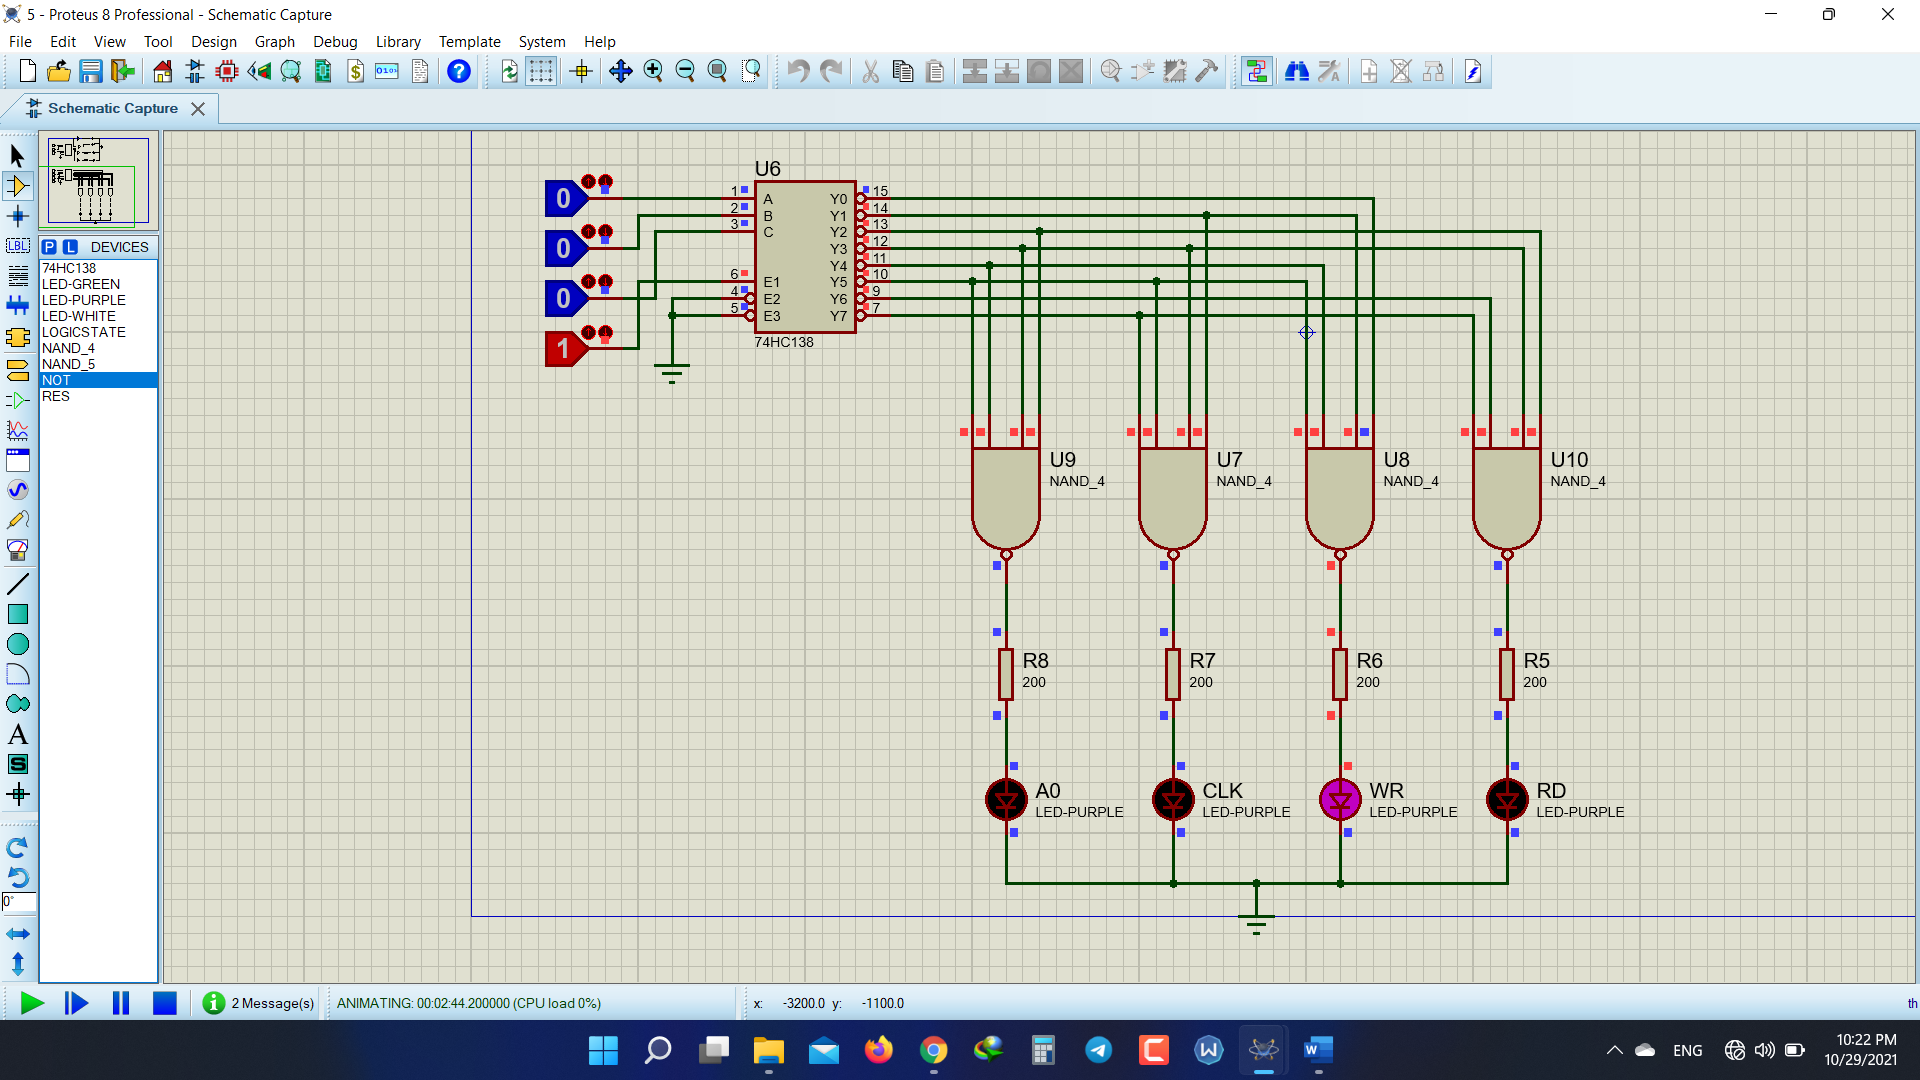 5 - Proteus 8 Professional - Schematic Capture
File Edit View Tool Design Graph Debug Library Template System Help
Schematic Capture
P L DEVICES
74HC138
LED-GREEN
LED-PURPLE
LED-WHITE
LOGICSTATE
NAND_4
NAND_5
NOT
RES
LBL
A
S
0°
0
0
0
1
U6
1 A Y0 15
2 B Y1 14
3 C Y2 13
Y3 12
Y4 11
6 E1 Y5 10
4 E2 Y6 9
5 E3 Y7 7
74HC138
U9
NAND_4
U7
NAND_4
U8
NAND_4
U10
NAND_4
R8
200
R7
200
R6
200
R5
200
A0
LED-PURPLE
CLK
LED-PURPLE
WR
LED-PURPLE
RD
LED-PURPLE
2 Message(s) ANIMATING: 00:02:44.200000 (CPU load 0%) x: -3200.0 y: -1100.0 th
ENG
10:22 PM
10/29/2021